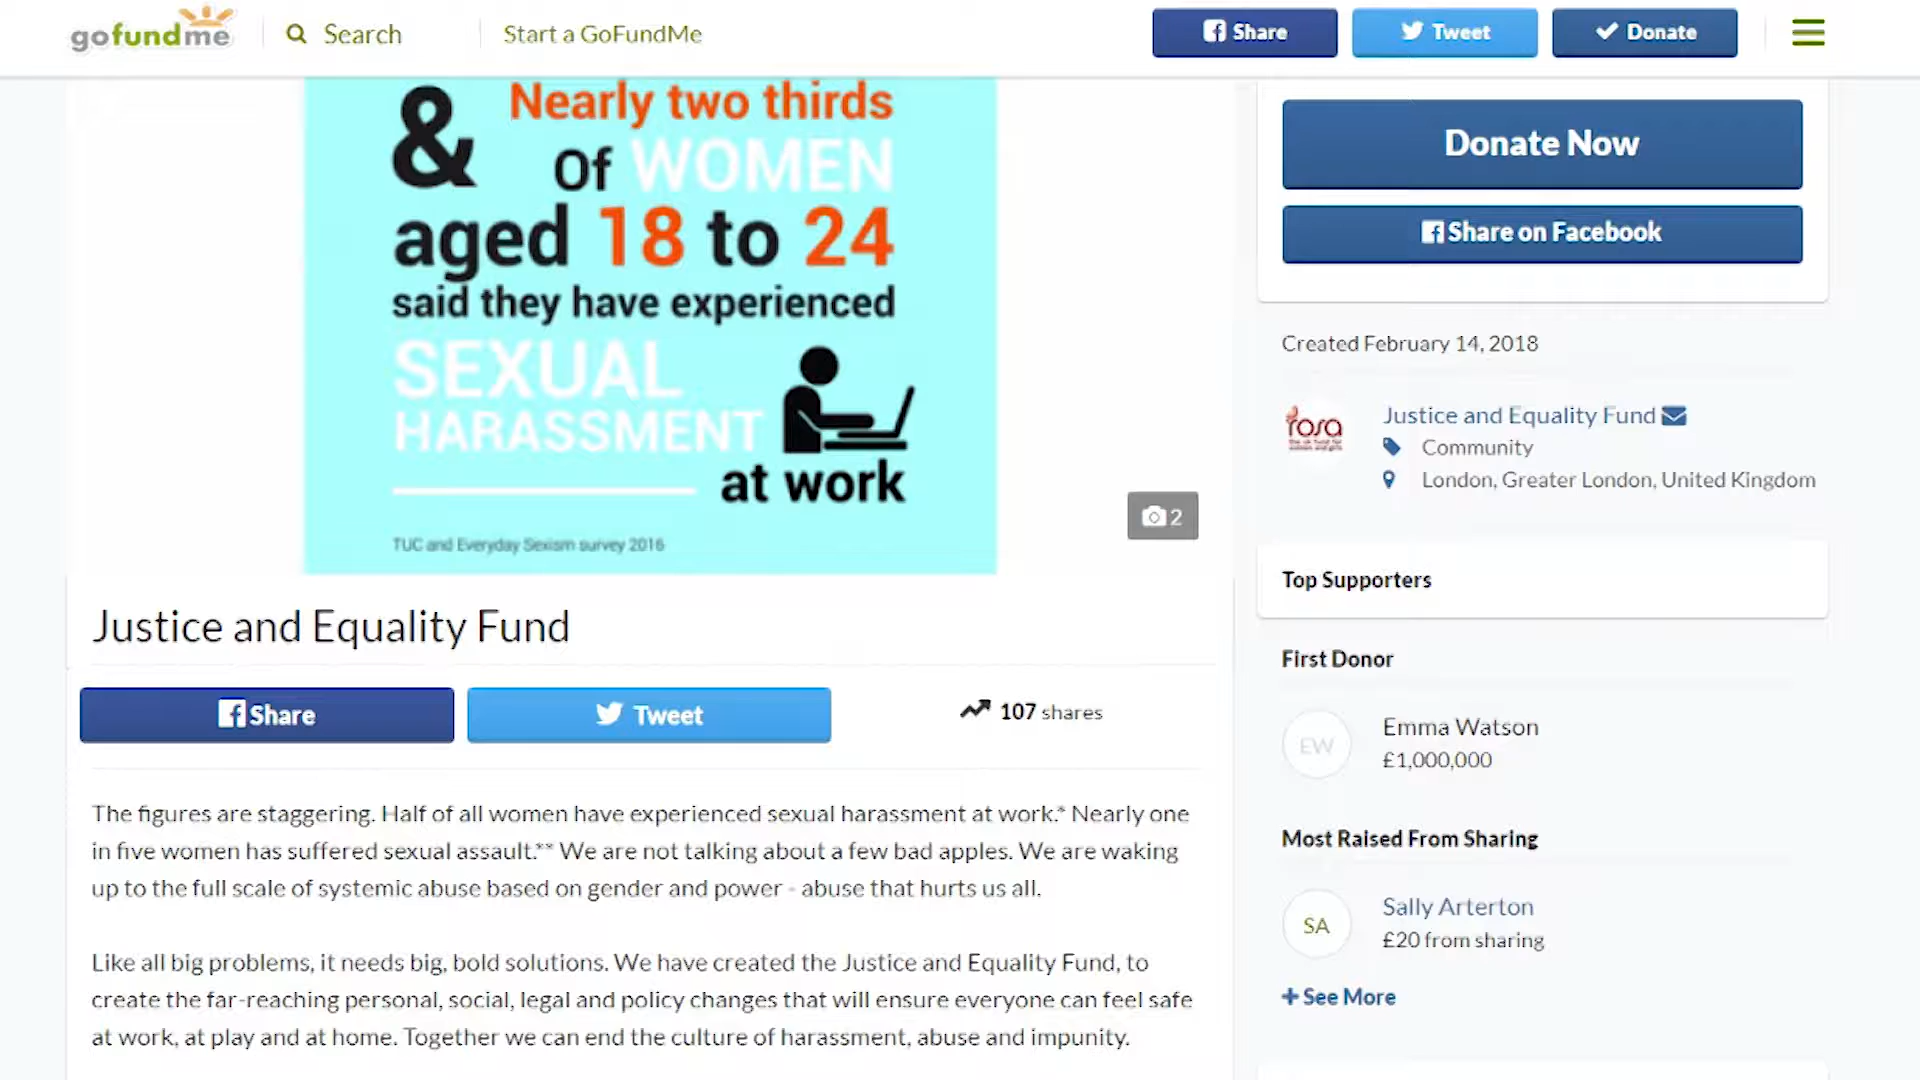 gofundme
Search
Start a GoFundMe
Share
Tweet
Donate
& Nearly two thirds
Of WOMEN
aged 18 to 24
said they have experienced
SEXUAL
HARASSMENT
at work
TUC and Everyday Sexism survey 2016
2
Justice and Equality Fund
Share
Tweet
107 shares
The figures are staggering. Half of all women have experienced sexual harassment at work.* Nearly one
in five women has suffered sexual assault.** We are not talking about a few bad apples. We are waking
up to the full scale of systemic abuse based on gender and power - abuse that hurts us all.
Like all big problems, it needs big, bold solutions. We have created the Justice and Equality Fund, to
create the far-reaching personal, social, legal and policy changes that will ensure everyone can feel safe
at work, at play and at home. Together we can end the culture of harassment, abuse and impunity.
Donate Now
Share on Facebook
Created February 14, 2018
rosa
the uk fund for
women and girls
Justice and Equality Fund
Community
London, Greater London, United Kingdom
Top Supporters
First Donor
EW
Emma Watson
£1,000,000
Most Raised From Sharing
SA
Sally Arterton
£20 from sharing
+ See More